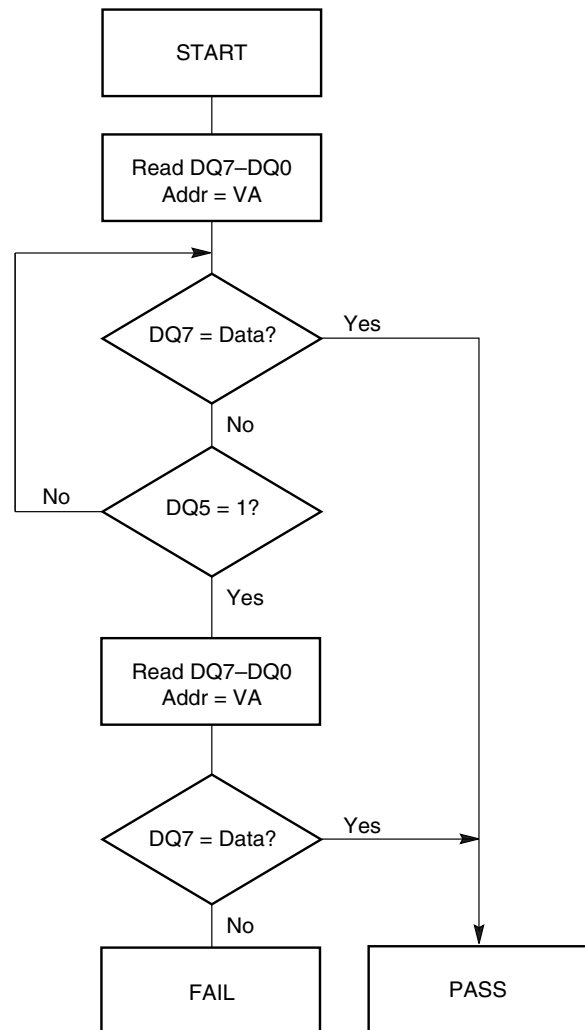 START
Read DQ7–DQ0
Addr = VA
DQ7 = Data?
Yes
No
No
DQ5 = 1?
Yes
Read DQ7–DQ0
Addr = VA
DQ7 = Data?
Yes
No
FAIL
PASS